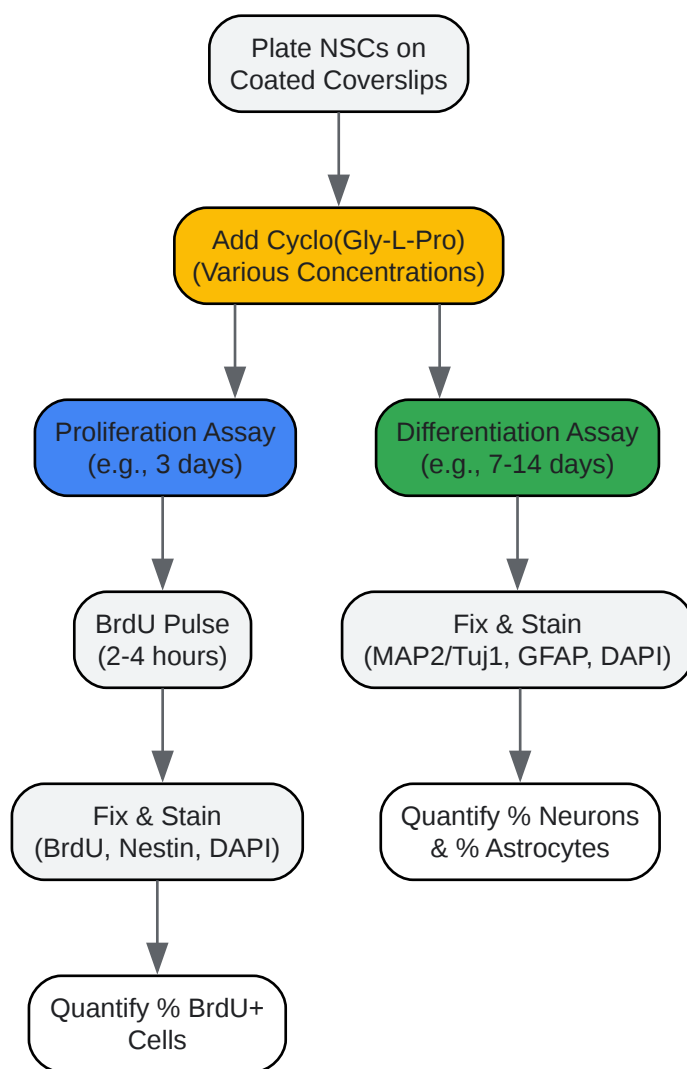 Plate NSCs on
Coated Coverslips
Add Cyclo(Gly-L-Pro)
(Various Concentrations)
Proliferation Assay
(e.g., 3 days)
Differentiation Assay
(e.g., 7-14 days)
BrdU Pulse
(2-4 hours)
Fix & Stain
(MAP2/Tuj1, GFAP, DAPI)
Fix & Stain
(BrdU, Nestin, DAPI)
Quantify % Neurons
& % Astrocytes
Quantify % BrdU+
Cells